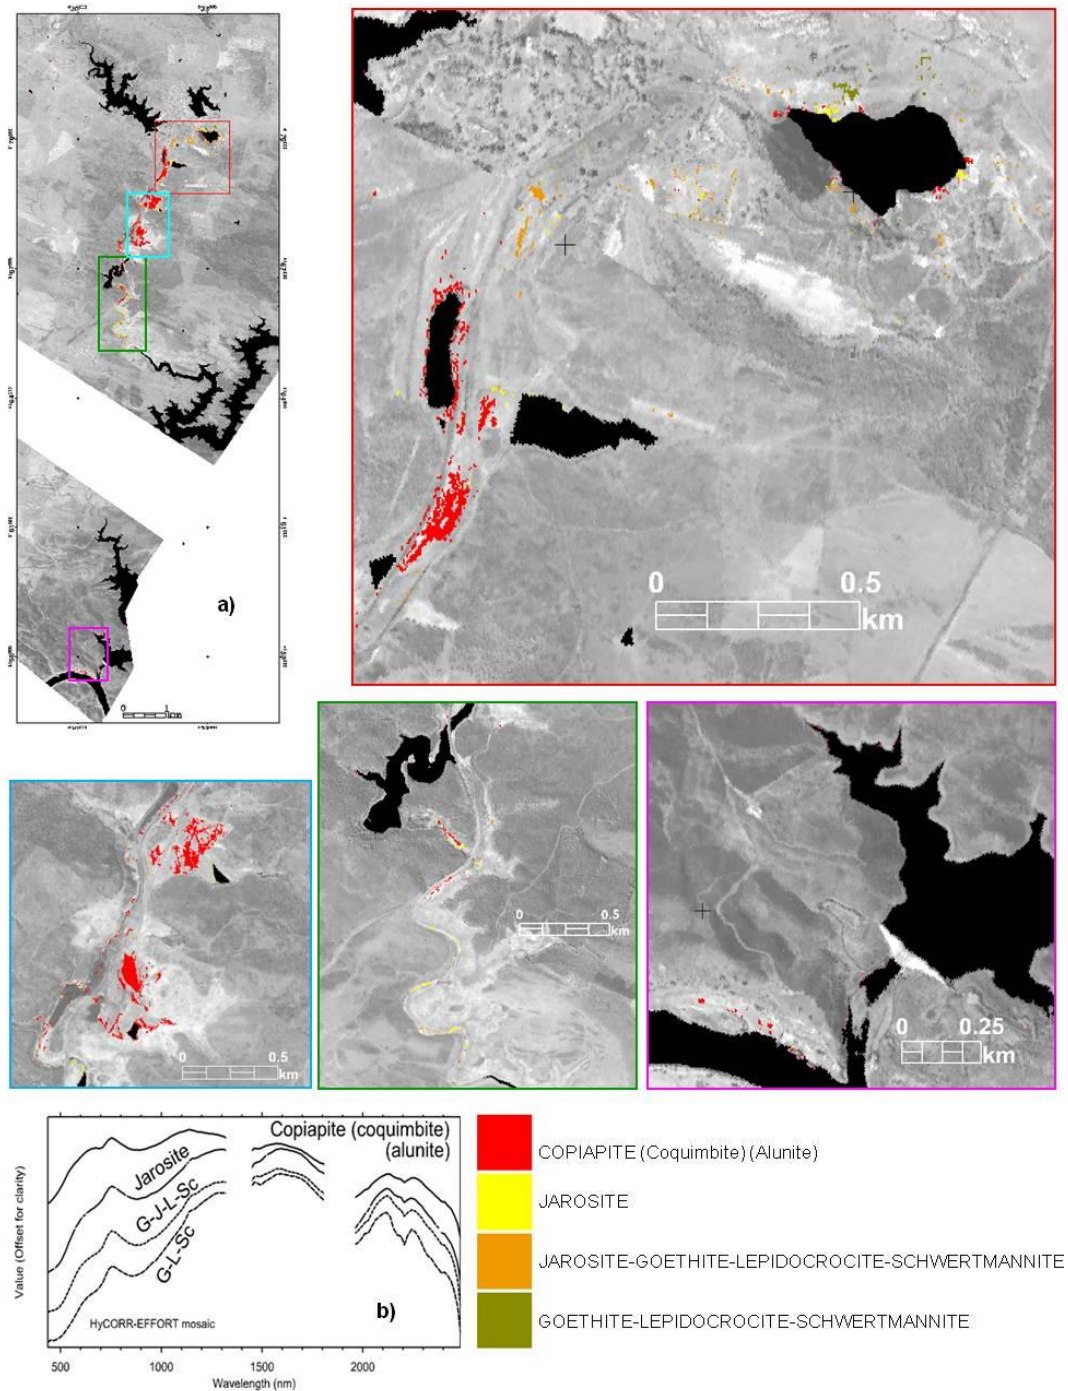 a)
0 0.5
km
0 0.5
km
0 0.5
km
0 0.25
km
Copiapite (coquimbite)
(alunite)
Jarosite
G-J-L-Sc
G-L-Sc
b)
HyCORR-EFFORT mosaic
Value (Offset for clarity)
500 1000 1500 2000
Wavelength (nm)
COPIAPITE (Coquimbite) (Alunite)
JAROSITE
JAROSITE-GOETHITE-LEPIDOCROCITE-SCHWERTMANNITE
GOETHITE-LEPIDOCROCITE-SCHWERTMANNITE